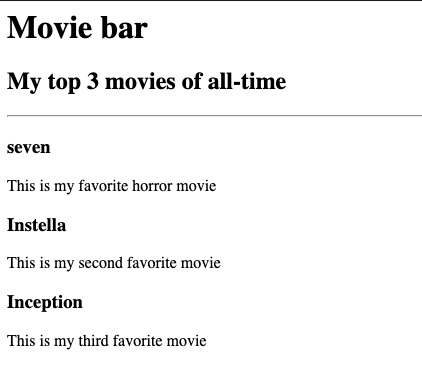 Movie bar
My top 3 movies of all-time
seven
This is my favorite horror movie
Instella
This is my second favorite movie
Inception
This is my third favorite movie